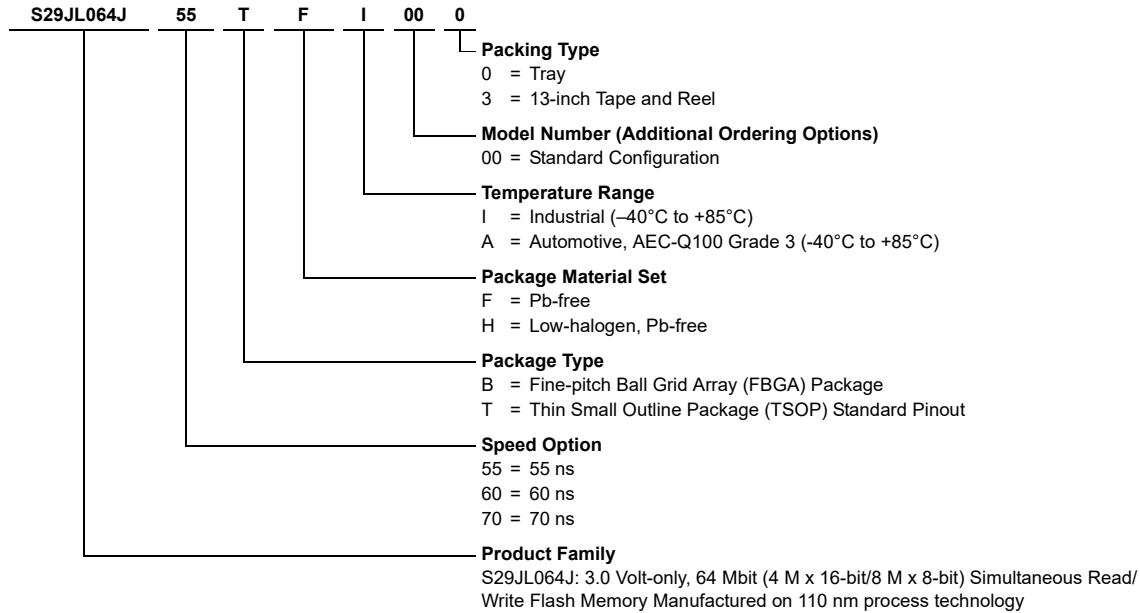 S29JL064J 55 T F I 00 0
Packing Type
0 = Tray
3 = 13-inch Tape and Reel
Model Number (Additional Ordering Options)
00 = Standard Configuration
Temperature Range
I = Industrial (–40°C to +85°C)
A = Automotive, AEC-Q100 Grade 3 (-40°C to +85°C)
Package Material Set
F = Pb-free
H = Low-halogen, Pb-free
Package Type
B = Fine-pitch Ball Grid Array (FBGA) Package
T = Thin Small Outline Package (TSOP) Standard Pinout
Speed Option
55 = 55 ns
60 = 60 ns
70 = 70 ns
Product Family
S29JL064J: 3.0 Volt-only, 64 Mbit (4 M x 16-bit/8 M x 8-bit) Simultaneous Read/
Write Flash Memory Manufactured on 110 nm process technology